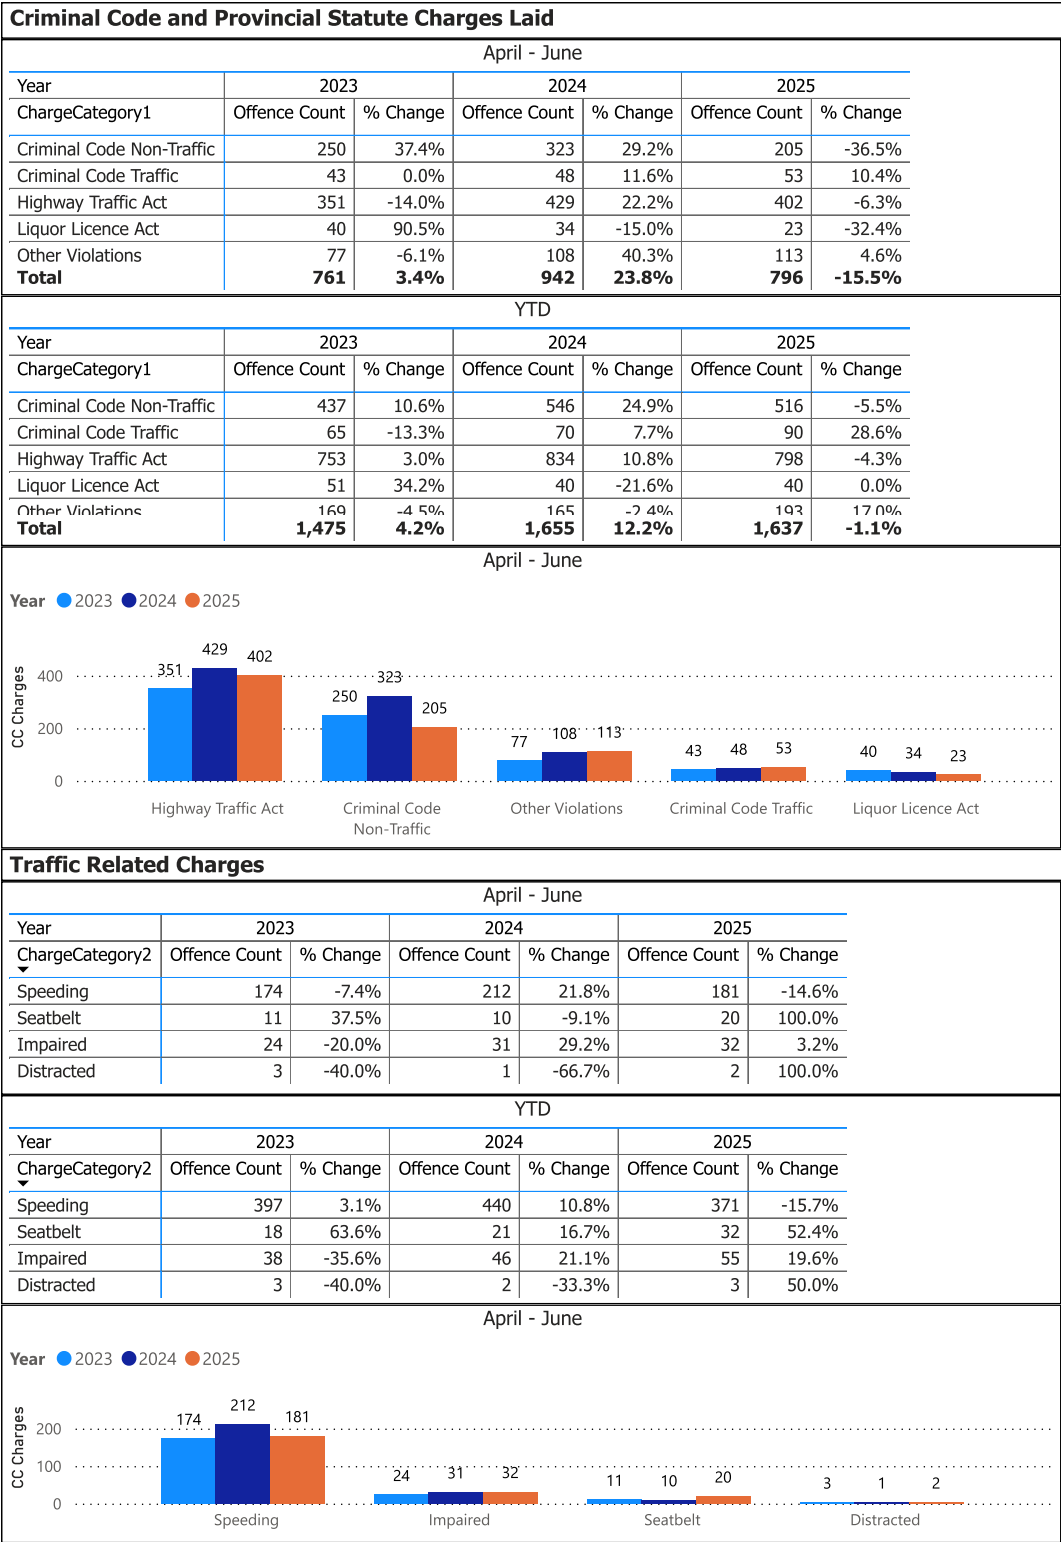 Criminal Code and Provincial Statute Charges Laid
April - June
Year 2023 2024 2025
ChargeCategory1 Offence Count % Change Offence Count % Change Offence Count % Change
Criminal Code Non-Traffic 250 37.4% 323 29.2% 205 -36.5%
Criminal Code Traffic 43 0.0% 48 11.6% 53 10.4%
Highway Traffic Act 351 -14.0% 429 22.2% 402 -6.3%
Liquor Licence Act 40 90.5% 34 -15.0% 23 -32.4%
Other Violations 77 -6.1% 108 40.3% 113 4.6%
Total 761 3.4% 942 23.8% 796 -15.5%
YTD
Year 2023 2024 2025
ChargeCategory1 Offence Count % Change Offence Count % Change Offence Count % Change
Criminal Code Non-Traffic 437 10.6% 546 24.9% 516 -5.5%
Criminal Code Traffic 65 -13.3% 70 7.7% 90 28.6%
Highway Traffic Act 753 3.0% 834 10.8% 798 -4.3%
Liquor Licence Act 51 34.2% 40 -21.6% 40 0.0%
Other Violations 169 -4.5% 165 -2.4% 193 17.0%
Total 1,475 4.2% 1,655 12.2% 1,637 -1.1%
April - June
Year 2023 2024 2025
CC Charges
400
200
0
351 429 402
250 323 205
77 108 113
43 48 53
40 34 23
Highway Traffic Act Criminal Code Other Violations Criminal Code Traffic Liquor Licence Act
Non-Traffic
Traffic Related Charges
April - June
Year 2023 2024 2025
ChargeCategory2 Offence Count % Change Offence Count % Change Offence Count % Change
Speeding 174 -7.4% 212 21.8% 181 -14.6%
Seatbelt 11 37.5% 10 -9.1% 20 100.0%
Impaired 24 -20.0% 31 29.2% 32 3.2%
Distracted 3 -40.0% 1 -66.7% 2 100.0%
YTD
Year 2023 2024 2025
ChargeCategory2 Offence Count % Change Offence Count % Change Offence Count % Change
Speeding 397 3.1% 440 10.8% 371 -15.7%
Seatbelt 18 63.6% 21 16.7% 32 52.4%
Impaired 38 -35.6% 46 21.1% 55 19.6%
Distracted 3 -40.0% 2 -33.3% 3 50.0%
April - June
Year 2023 2024 2025
CC Charges
200
100
0
174 212 181
24 31 32
11 10 20
3 1 2
Speeding Impaired Seatbelt Distracted